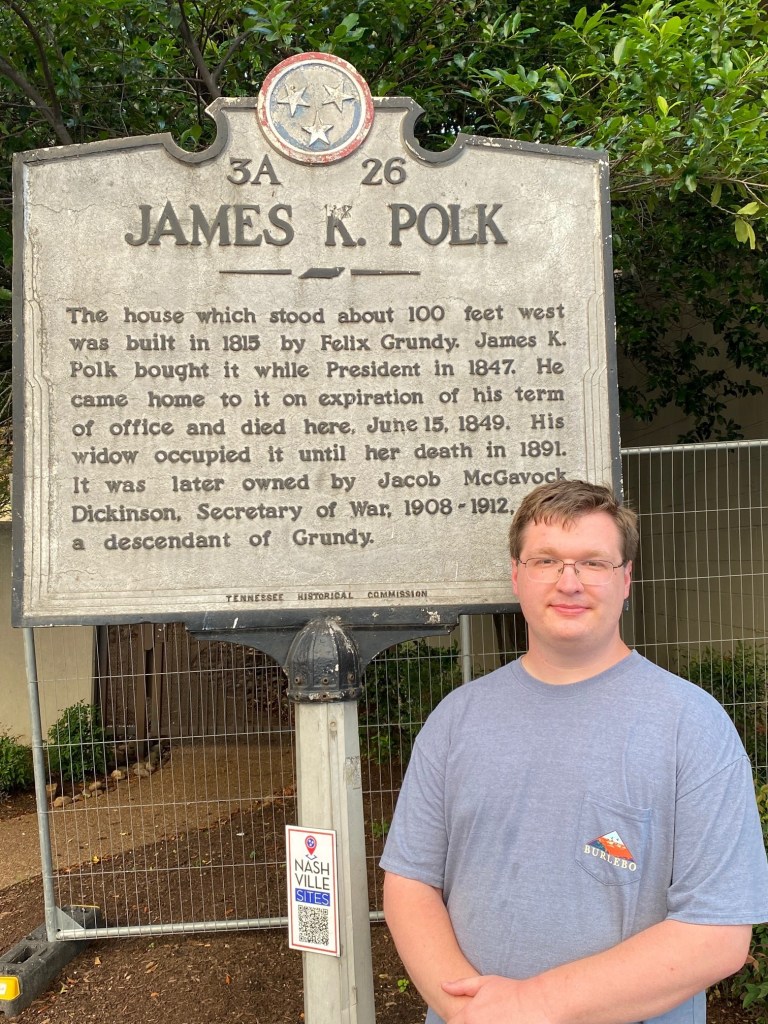 3A 26
JAMES K. POLK
The house which stood about 100 feet west
was built in 1815 by Felix Grundy. James K.
Polk bought it while President in 1847. He
came home to it on expiration of his term
of office and died here, June 15, 1849. His
widow occupied it until her death in 1891.
It was later owned by Jacob McGavock
Dickinson, Secretary of War, 1908-1912,
a descendant of Grundy.
TENNESSEE HISTORICAL COMMISSION
NASH
VILLE
SITES
BURLEBO